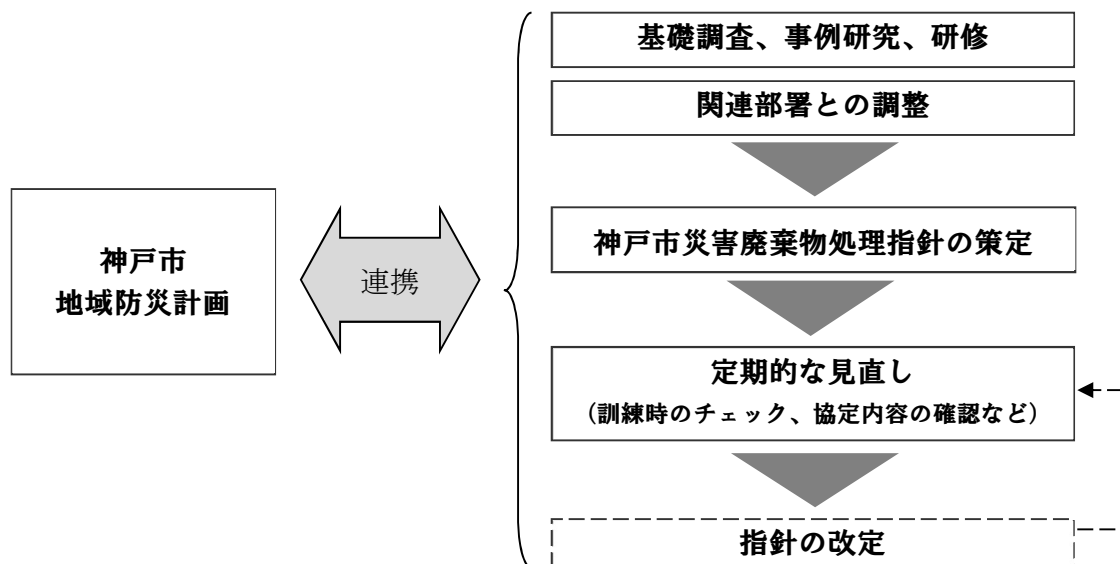 基礎調査、事例研究、研修
関連部署との調整
神戸市
地域防災計画
連携
神戸市災害廃棄物処理指針の策定
定期的な見直し
（訓練時のチェック、協定内容の確認など）
指針の改定